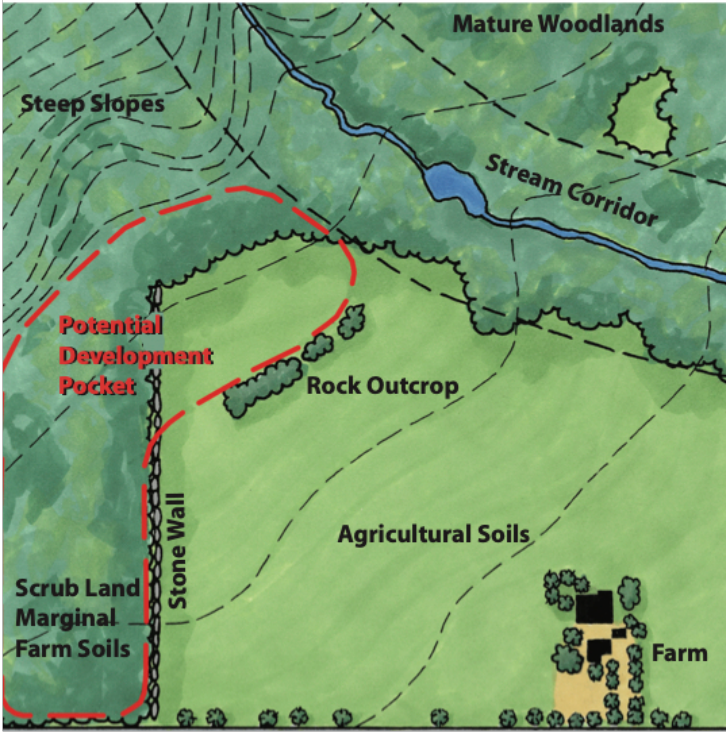 Mature Woodlands
Steep Slopes
Stream Corridor
Potential
Development
Pocket
Rock Outcrop
Stone Wall
Agricultural Soils
Scrub Land
Marginal
Farm Soils
Farm